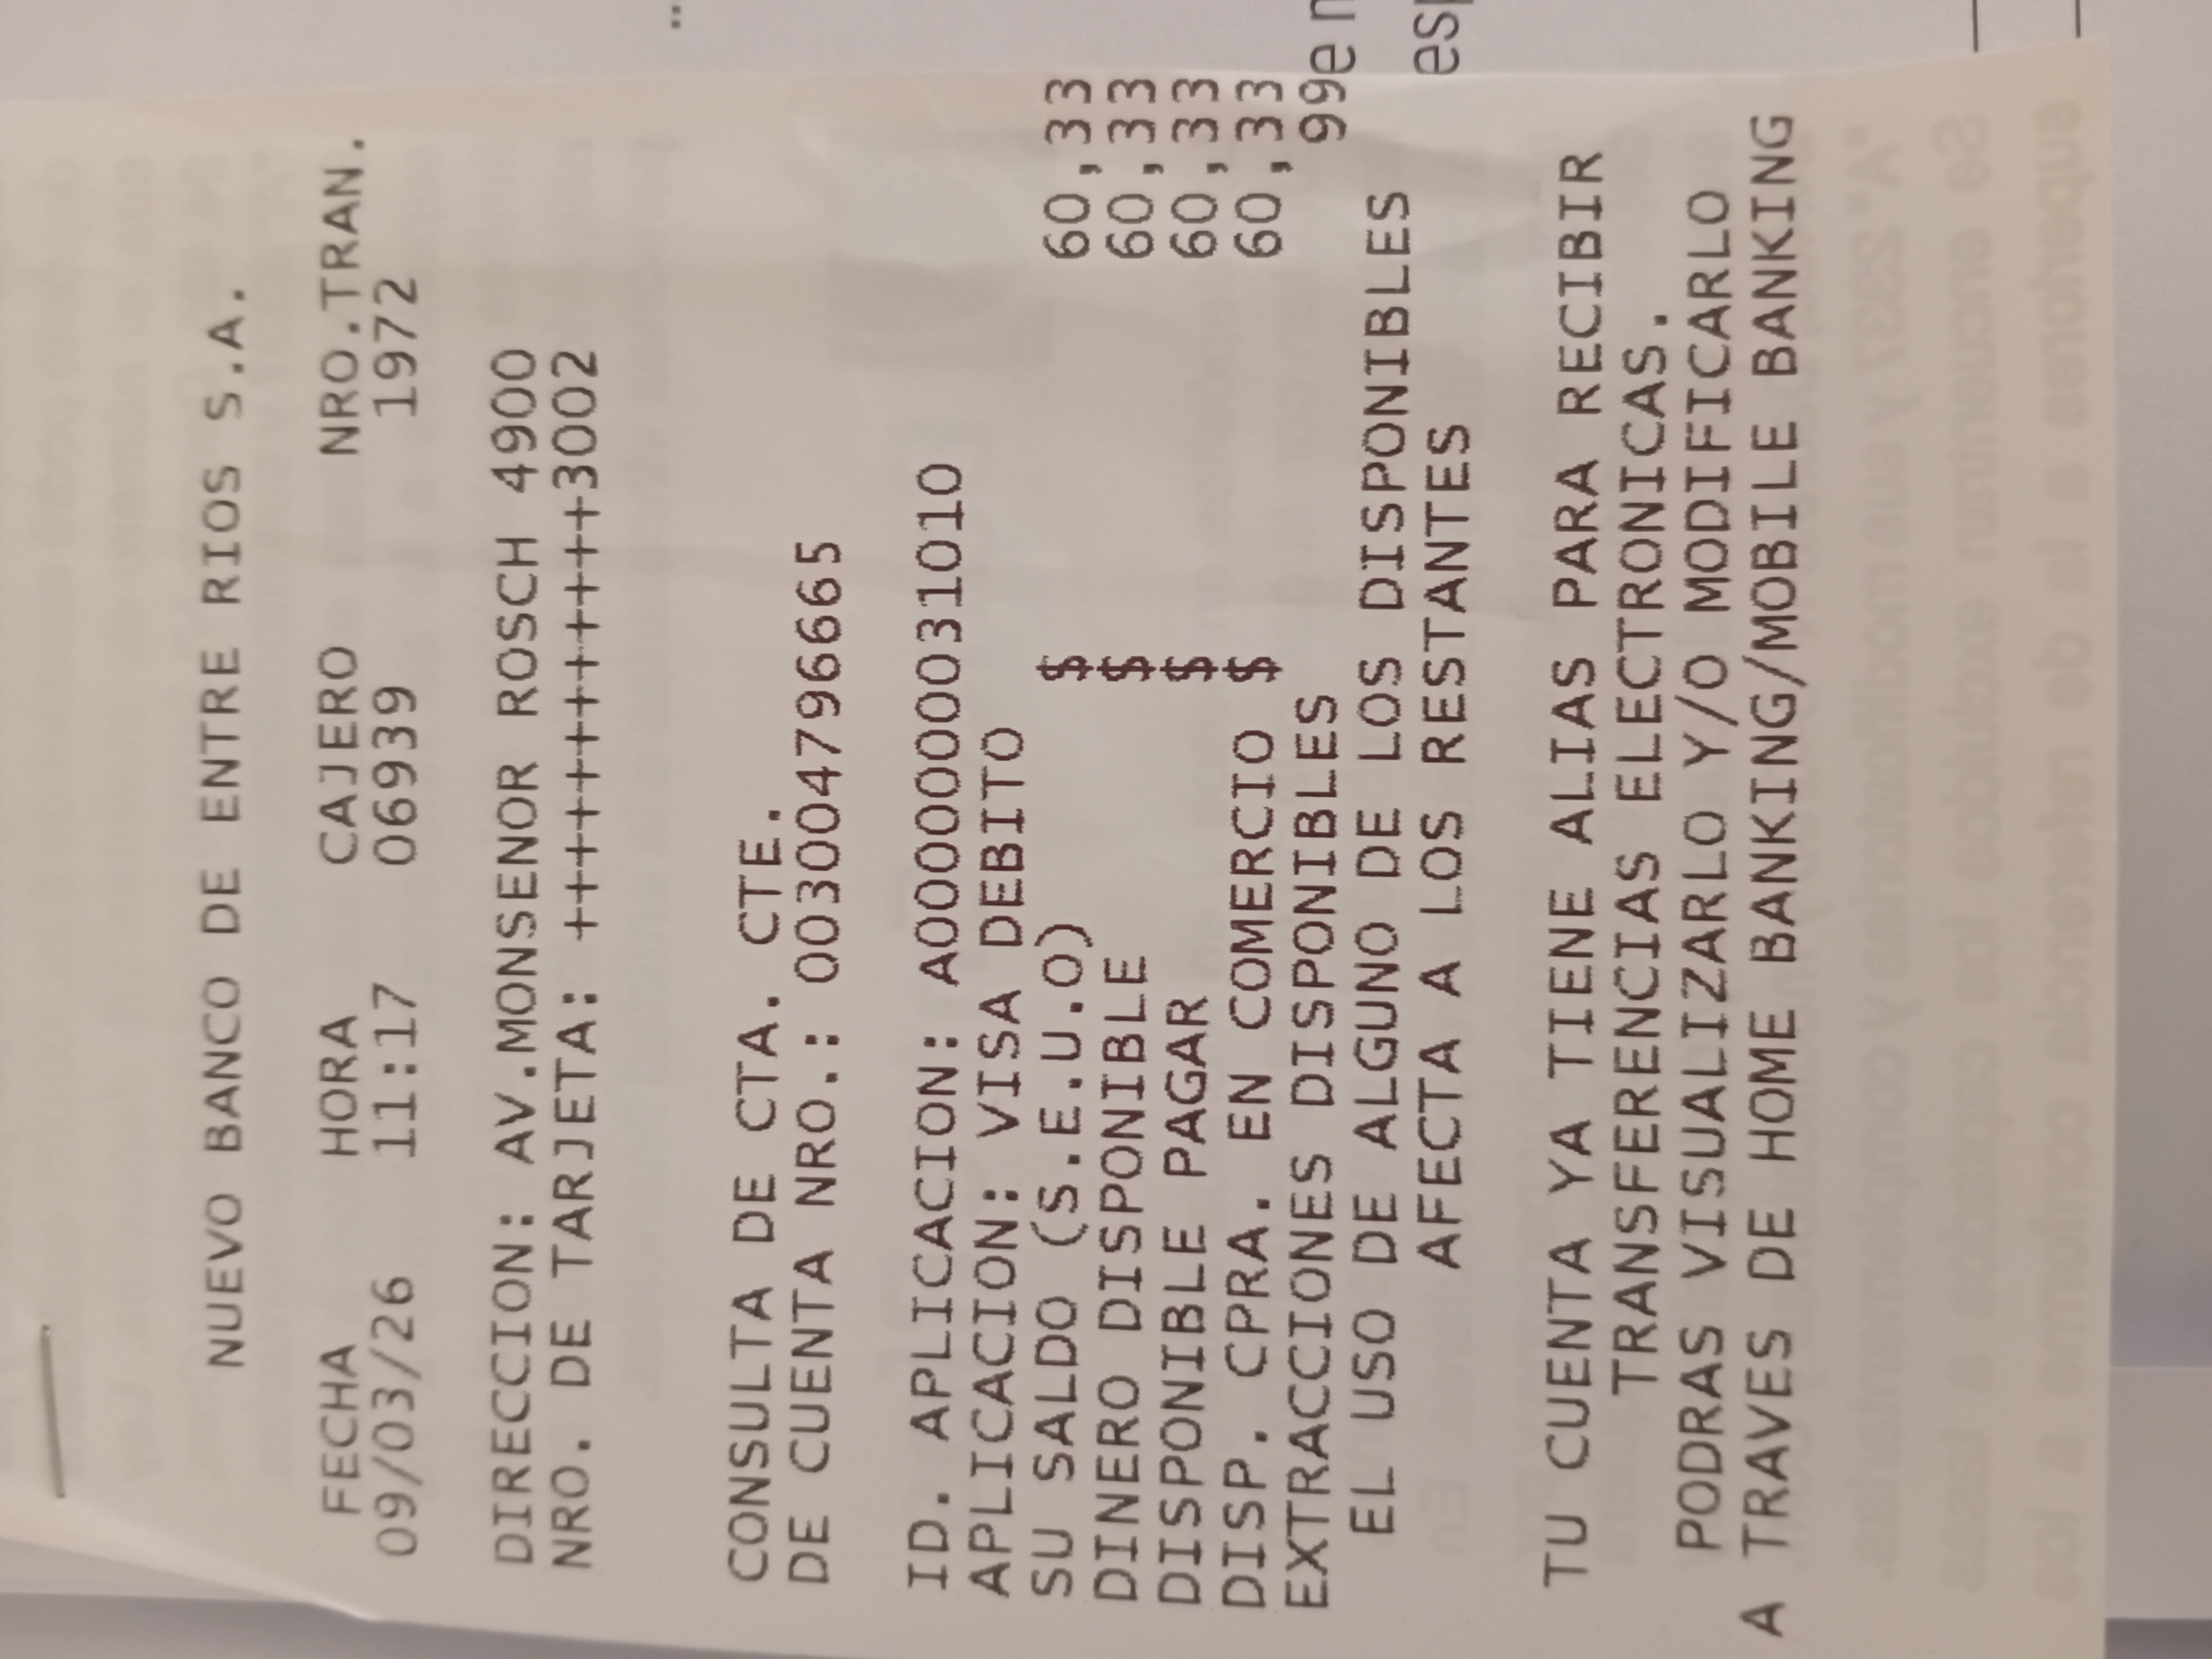 NUEVO BANCO DE ENTRE RIOS S.A.
FECHA HORA CAJERO NRO.TRAN.
09/03/26 11:17 06939 1972
DIRECCION: AV.MONSENOR ROSCH 4900
NRO. DE TARJETA: ++++++++++++3002
CONSULTA DE CTA. CTE.
DE CUENTA NRO.: 003004796665
ID. APLICACION: A0000000031010
APLICACION: VISA DEBITO
SU SALDO (S.E.U.O) $ 60,33
DINERO DISPONIBLE $ 60,33
DISPONIBLE PAGAR $ 60,33
DISP. CPRA. EN COMERCIO $ 60,33
EXTRACCIONES DISPONIBLES 99
EL USO DE ALGUNO DE LOS DISPONIBLES
AFECTA A LOS RESTANTES
TU CUENTA YA TIENE ALIAS PARA RECIBIR
TRANSFERENCIAS ELECTRONICAS.
PODRAS VISUALIZARLO Y/O MODIFICARLO
A TRAVES DE HOME BANKING/MOBILE BANKING